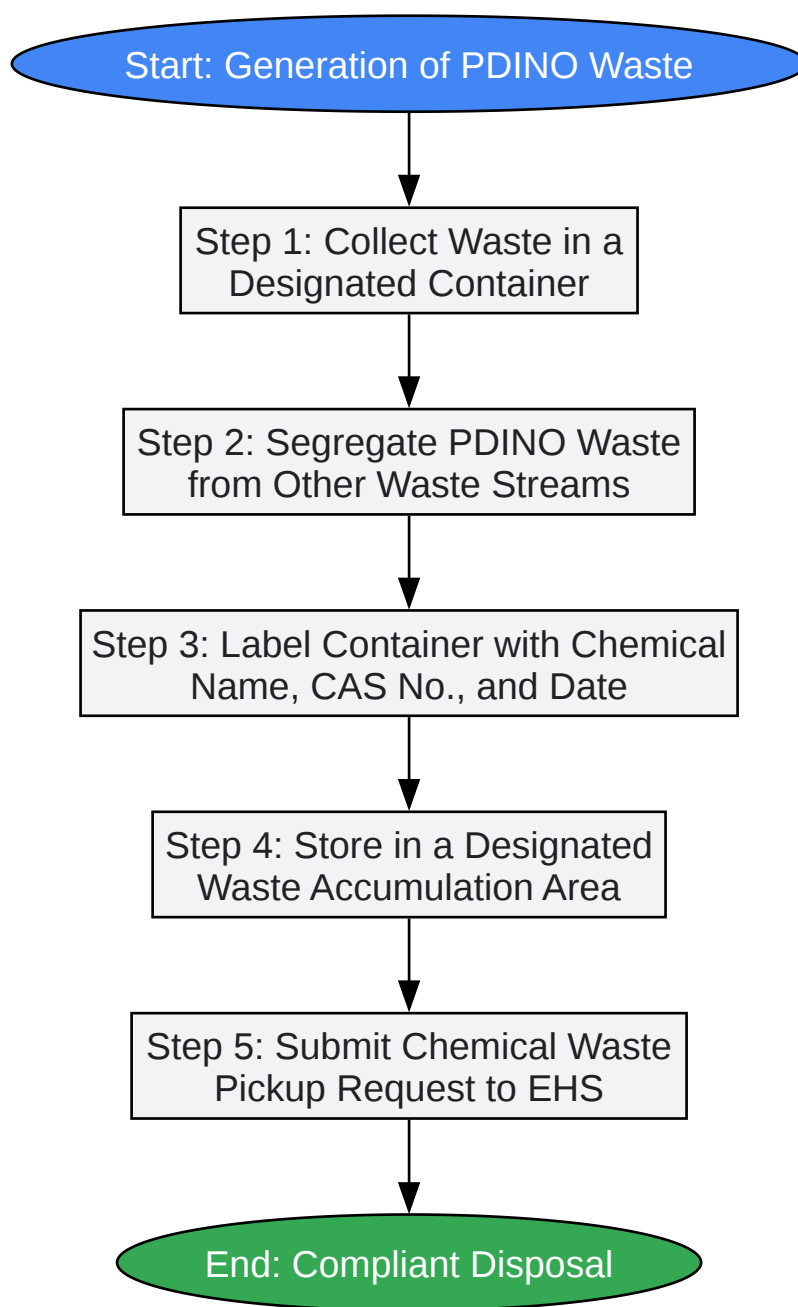 Start: Generation of PDINO Waste
Step 1: Collect Waste in a
Designated Container
Step 2: Segregate PDINO Waste
from Other Waste Streams
Step 3: Label Container with Chemical
Name, CAS No., and Date
Step 4: Store in a Designated
Waste Accumulation Area
Step 5: Submit Chemical Waste
Pickup Request to EHS
End: Compliant Disposal